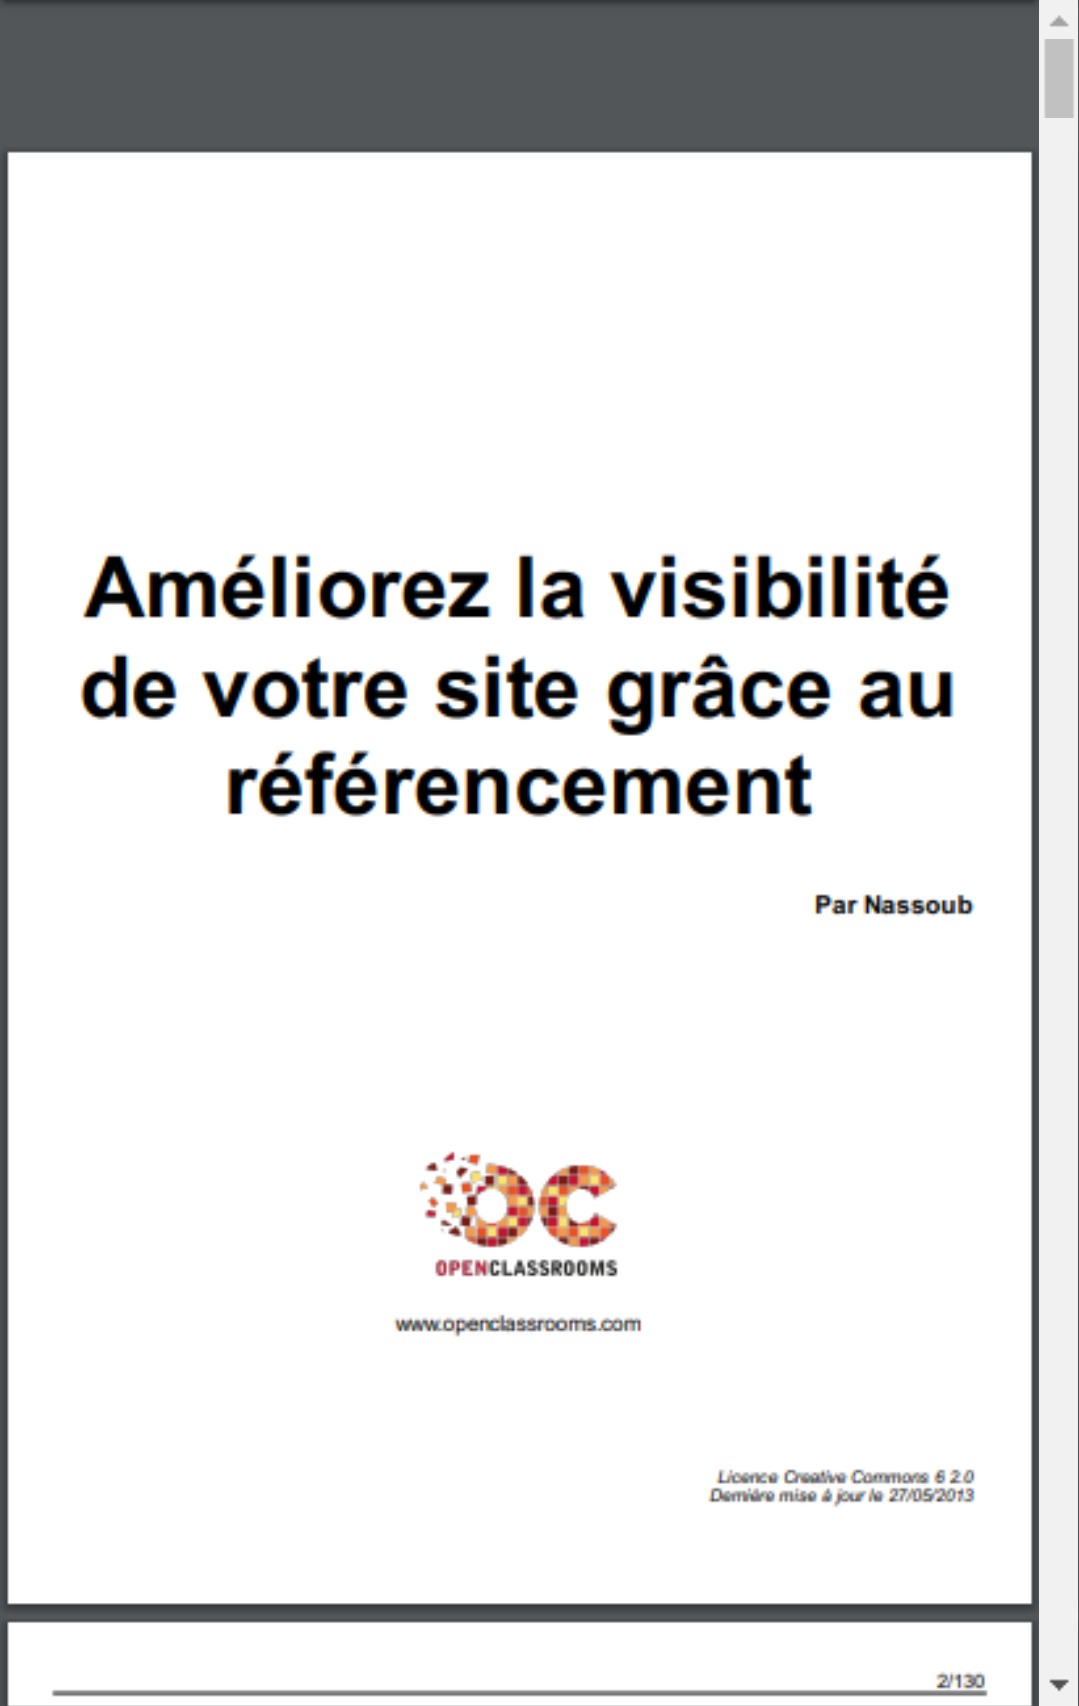 Améliorez la visibilité
de votre site grâce au
référencement
Par Nassoub
OPENCLASSROOMS
www.openclassrooms.com
Licence Creative Commons 6 2.0
Dernière mise à jour le 27/05/2013
2/130